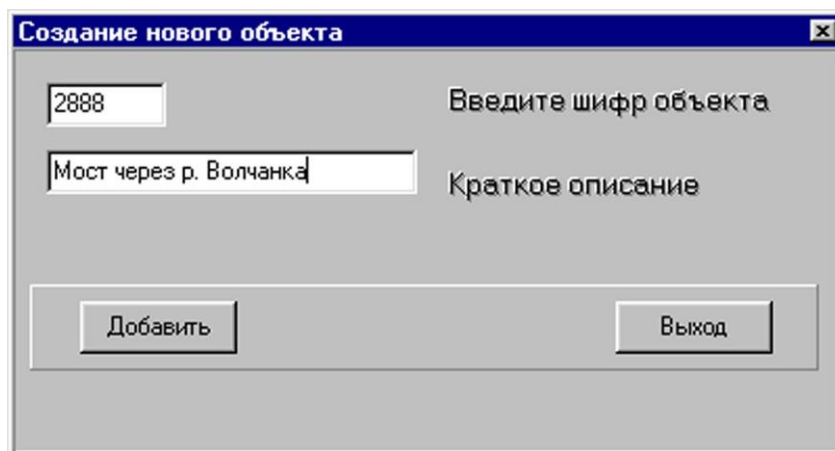 Создание нового объекта
2888
Введите шифр объекта
Мост через р. Волчанка
Краткое описание
Добавить
Выход